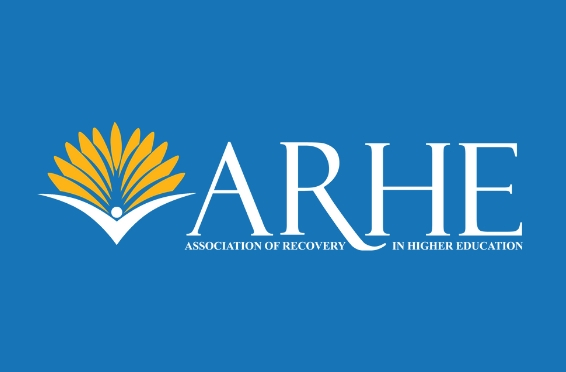 ARHE
ASSOCIATION OF RECOVERY IN HIGHER EDUCATION